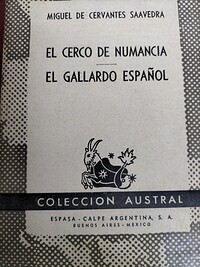 MIGUEL DE CERVANTES SAAVEDRA
EL CERCO DE NUMANCIA
EL GALLARDO ESPAÑOL
COLECCION AUSTRAL
ESPASA - CALPE ARGENTINA, S. A.
BUENOS AIRES - MEXICO